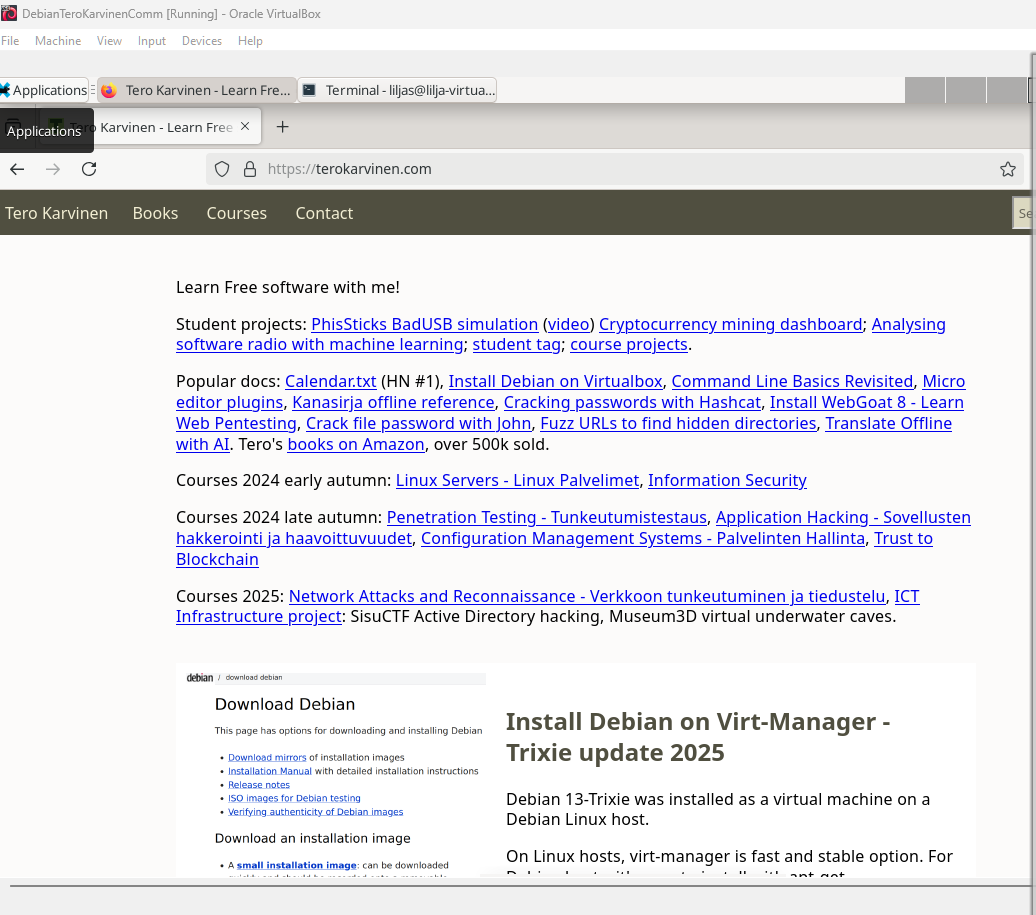 DebianTeroKarvinenComm [Running] - Oracle VirtualBox
File Machine View Input Devices Help
Applications Tero Karvinen - Learn Fre... Terminal - liljas@lilja-virtua...
Applications Karvinen - Learn Free
https://terokarvinen.com
Tero Karvinen Books Courses Contact Se
Learn Free software with me!
Student projects: PhisSticks BadUSB simulation (video) Cryptocurrency mining dashboard; Analysing
software radio with machine learning; student tag; course projects.
Popular docs: Calendar.txt (HN #1), Install Debian on Virtualbox, Command Line Basics Revisited, Micro
editor plugins, Kanasirja offline reference, Cracking passwords with Hashcat, Install WebGoat 8 - Learn
Web Pentesting, Crack file password with John, Fuzz URLs to find hidden directories, Translate Offline
with AI. Tero's books on Amazon, over 500k sold.
Courses 2024 early autumn: Linux Servers - Linux Palvelimet, Information Security
Courses 2024 late autumn: Penetration Testing - Tunkeutumistestaus, Application Hacking - Sovellusten
hakkerointi ja haavoittuvuudet, Configuration Management Systems - Palvelinten Hallinta, Trust to
Blockchain
Courses 2025: Network Attacks and Reconnaissance - Verkkoon tunkeutuminen ja tiedustelu, ICT
Infrastructure project: SisuCTF Active Directory hacking, Museum3D virtual underwater caves.
debian / download debian
Download Debian
This page has options for downloading and installing Debian
• Download mirrors of installation images
• Installation Manual with detailed installation instructions
• Release notes
• ISO images for Debian testing
• Verifying authenticity of Debian images
Download an installation image
• A small installation image: can be downloaded
Install Debian on Virt-Manager -
Trixie update 2025
Debian 13-Trixie was installed as a virtual machine on a
Debian Linux host.
On Linux hosts, virt-manager is fast and stable option. For